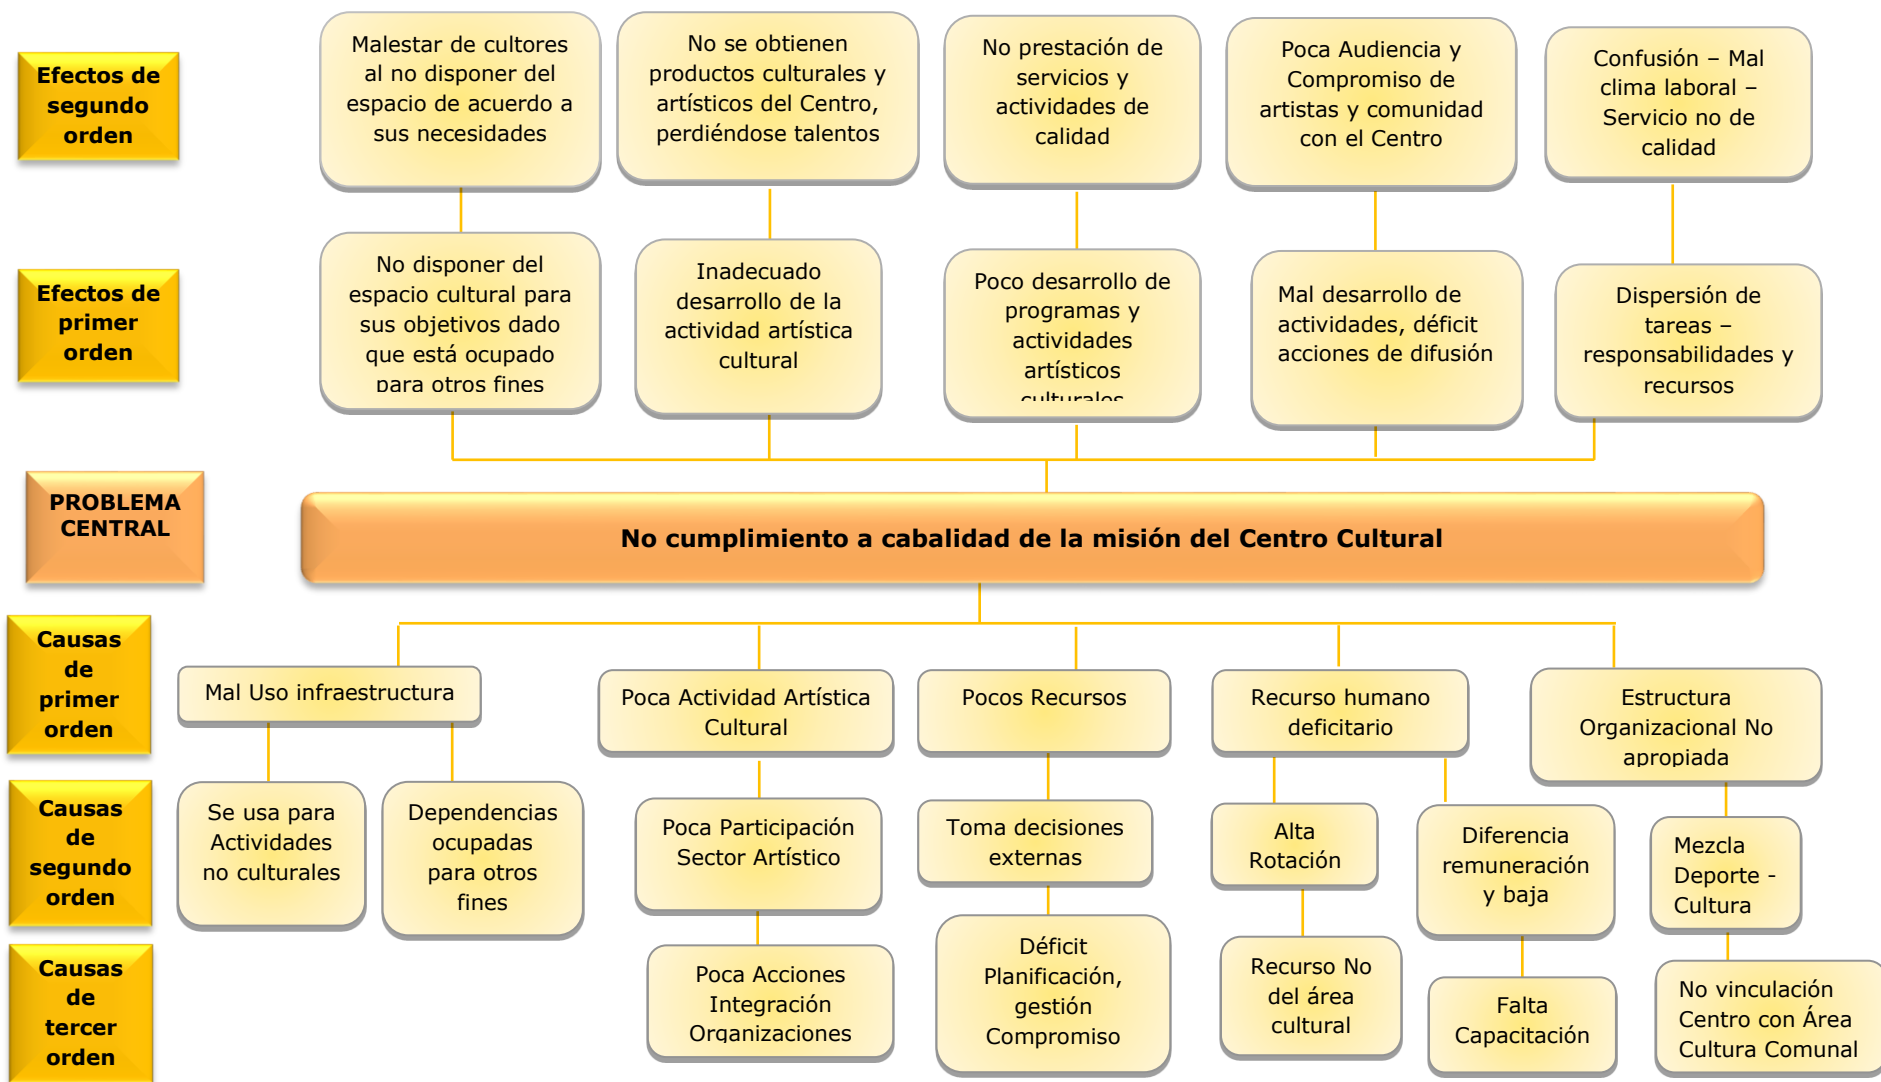 Efectos de
segundo
orden
Malestar de cultores
al no disponer del
espacio de acuerdo a
sus necesidades
No se obtienen
productos culturales y
artísticos del Centro,
perdiéndose talentos
No prestación de
servicios y
actividades de
calidad
Poca Audiencia y
Compromiso de
artistas y comunidad
con el Centro
Confusión – Mal
clima laboral –
Servicio no de
calidad
Efectos de
primer
orden
No disponer del
espacio cultural para
sus objetivos dado
que está ocupado
para otros fines
Inadecuado
desarrollo de la
actividad artística
cultural
Poco desarrollo de
programas y
actividades
artísticos
culturales
Mal desarrollo de
actividades, déficit
acciones de difusión
Dispersión de
tareas –
responsabilidades y
recursos
PROBLEMA
CENTRAL
No cumplimiento a cabalidad de la misión del Centro Cultural
Causas
de
primer
orden
Mal Uso infraestructura
Poca Actividad Artística
Cultural
Pocos Recursos
Recurso humano
deficitario
Estructura
Organizacional No
apropiada
Causas
de
segundo
orden
Se usa para
Actividades
no culturales
Dependencias
ocupadas
para otros
fines
Poca Participación
Sector Artístico
Toma decisiones
externas
Alta
Rotación
Diferencia
remuneración
y baja
Mezcla
Deporte -
Cultura
Causas
de
tercer
orden
Poca Acciones
Integración
Organizaciones
Déficit
Planificación,
gestión
Compromiso
Recurso No
del área
cultural
Falta
Capacitación
No vinculación
Centro con Área
Cultura Comunal